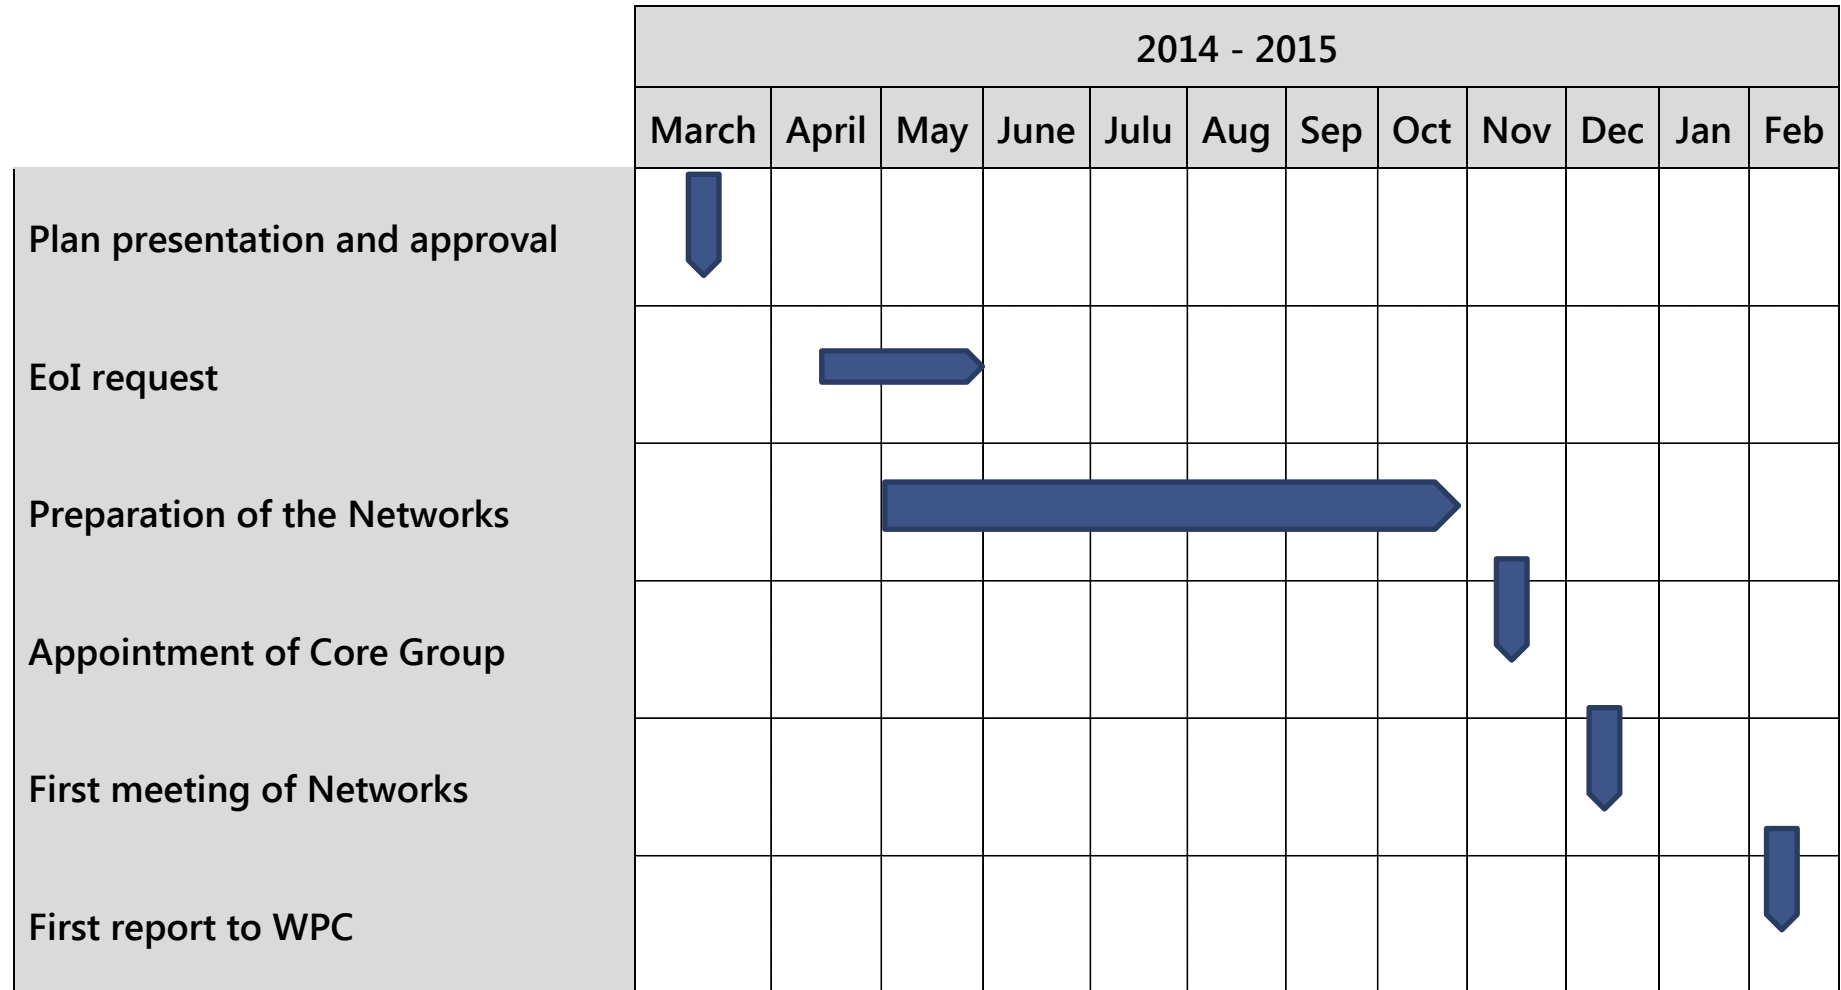 2014 - 2015
March April May June Julu Aug Sep Oct Nov Dec Jan Feb
Plan presentation and approval
EoI request
Preparation of the Networks
Appointment of Core Group
First meeting of Networks
First report to WPC